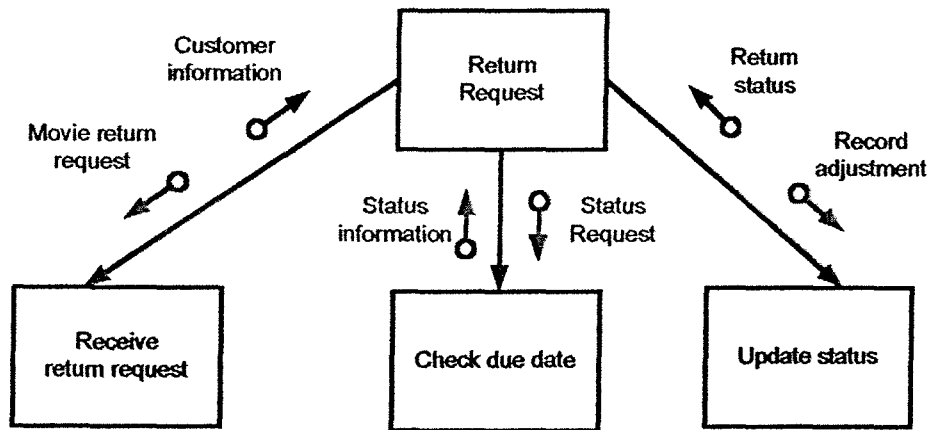 Customer
information
Return
Request
Return
status
Movie return
request
Record
adjustment
Status
information
Status
Request
Receive
return request
Check due date
Update status